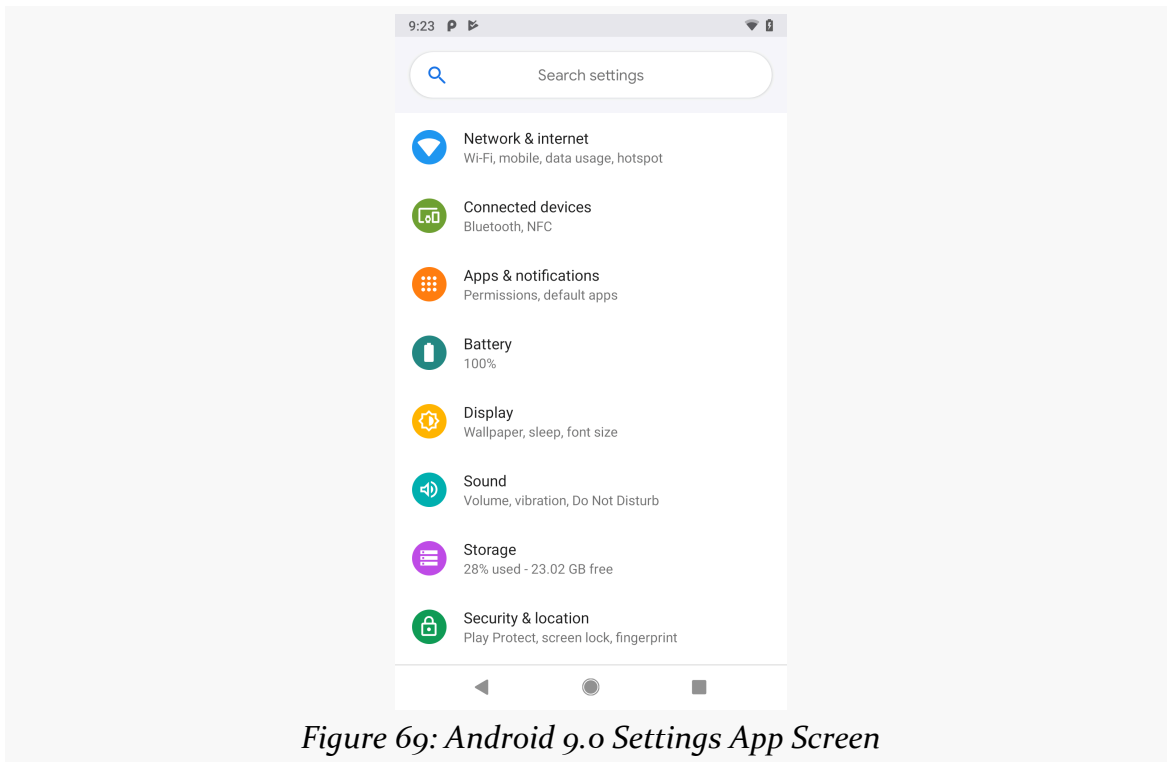 9:23
Search settings
Network & internet
Wi-Fi, mobile, data usage, hotspot
Connected devices
Bluetooth, NFC
Apps & notifications
Permissions, default apps
Battery
100%
Display
Wallpaper, sleep, font size
Sound
Volume, vibration, Do Not Disturb
Storage
28% used - 23.02 GB free
Security & location
Play Protect, screen lock, fingerprint
Figure 69: Android 9.0 Settings App Screen